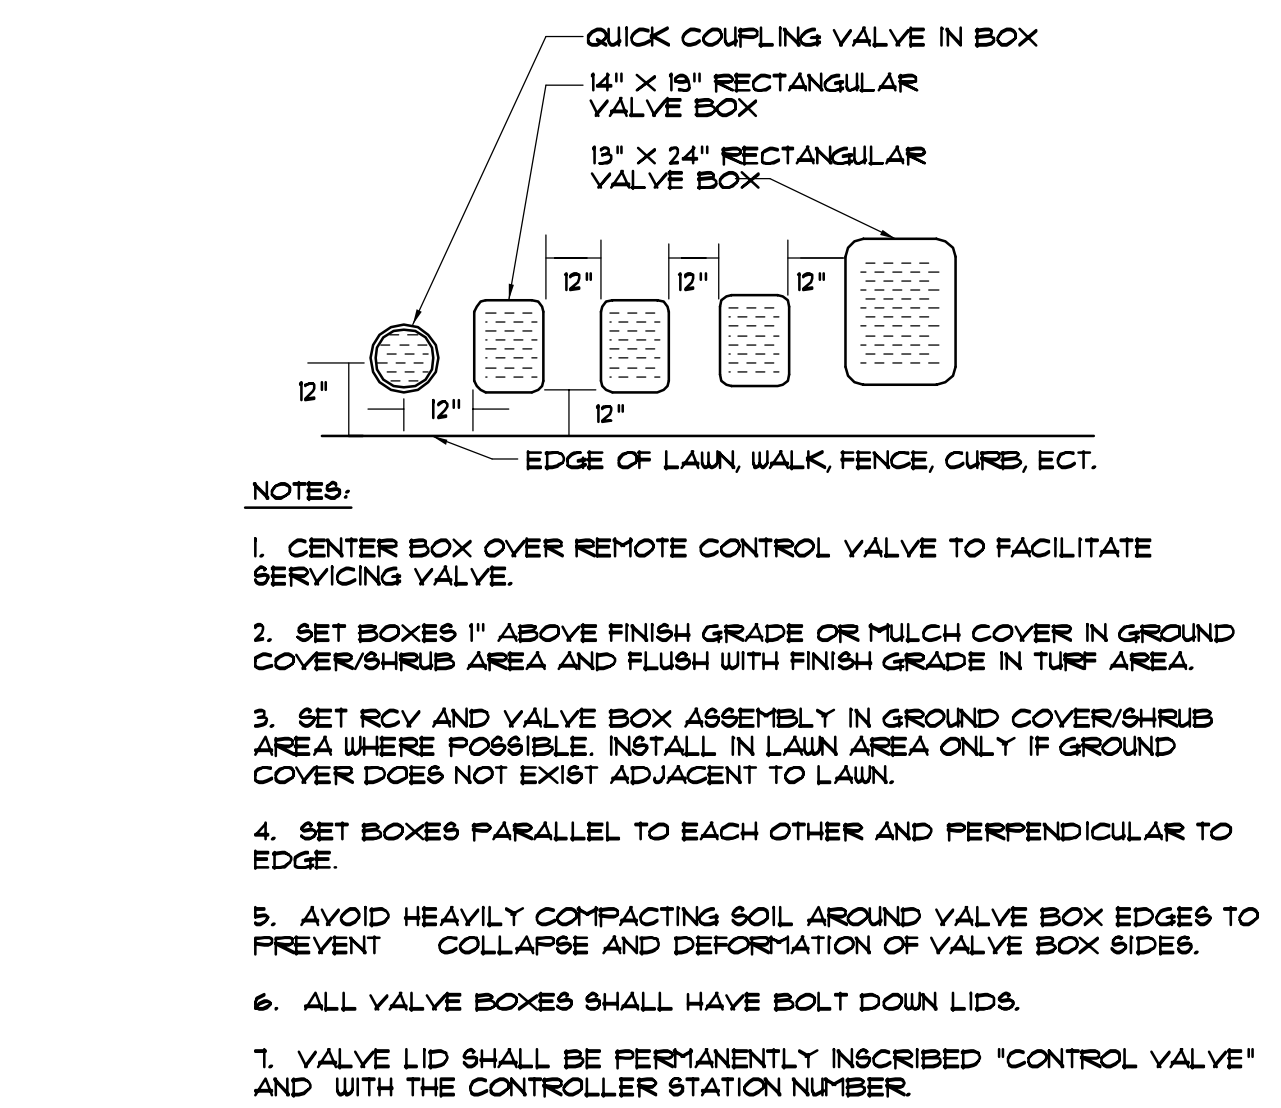 QUICK COUPLING VALVE IN BOX
14" X 19" RECTANGULAR
VALVE BOX
13" X 24" RECTANGULAR
VALVE BOX
12" 12" 12"
12"
12" 12"
EDGE OF LAWN, WALK, FENCE, CURB, ECT.
NOTES:
1. CENTER BOX OVER REMOTE CONTROL VALVE TO FACILITATE
SERVICING VALVE.
2. SET BOXES 1" ABOVE FINISH GRADE OR MULCH COVER IN GROUND
COVER/SHRUB AREA AND FLUSH WITH FINISH GRADE IN TURF AREA.
3. SET RCV AND VALVE BOX ASSEMBLY IN GROUND COVER/SHRUB
AREA WHERE POSSIBLE. INSTALL IN LAWN AREA ONLY IF GROUND
COVER DOES NOT EXIST ADJACENT TO LAWN.
4. SET BOXES PARALLEL TO EACH OTHER AND PERPENDICULAR TO
EDGE.
5. AVOID HEAVILY COMPACTING SOIL AROUND VALVE BOX EDGES TO
PREVENT COLLAPSE AND DEFORMATION OF VALVE BOX SIDES.
6. ALL VALVE BOXES SHALL HAVE BOLT DOWN LIDS.
7. VALVE LID SHALL BE PERMANENTLY INSCRIBED "CONTROL VALVE"
AND WITH THE CONTROLLER STATION NUMBER.